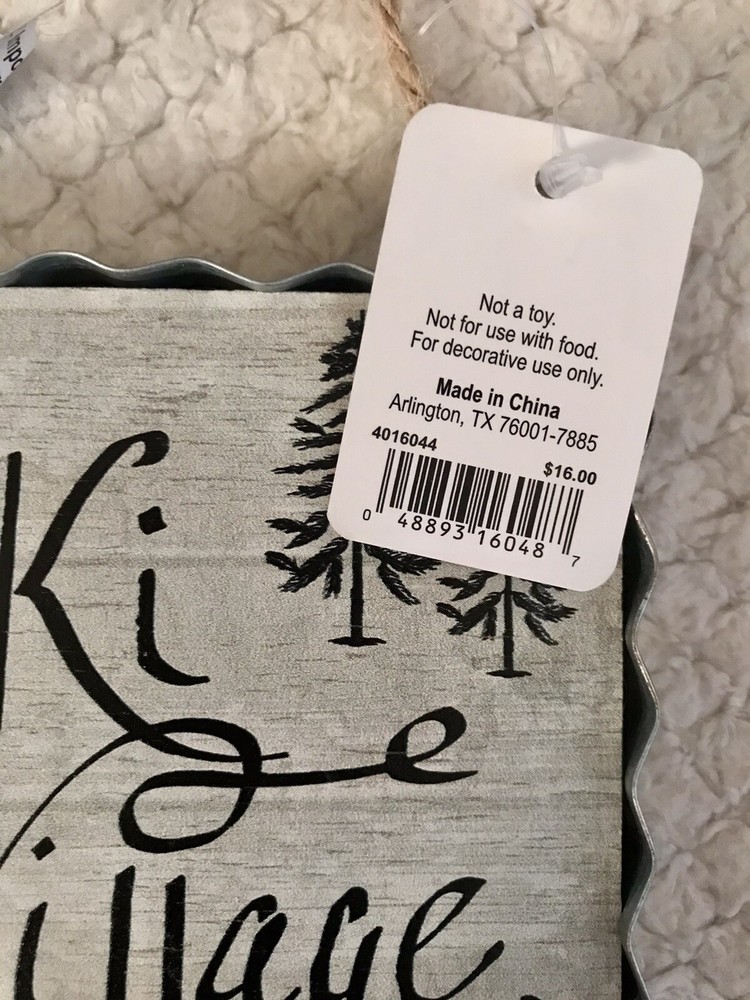 Not a toy.
Not for use with food.
For decorative use only.
Made in China
Arlington, TX 76001-7885
4016044
$16.00
0 48893 16048 7
Ki
e
illage